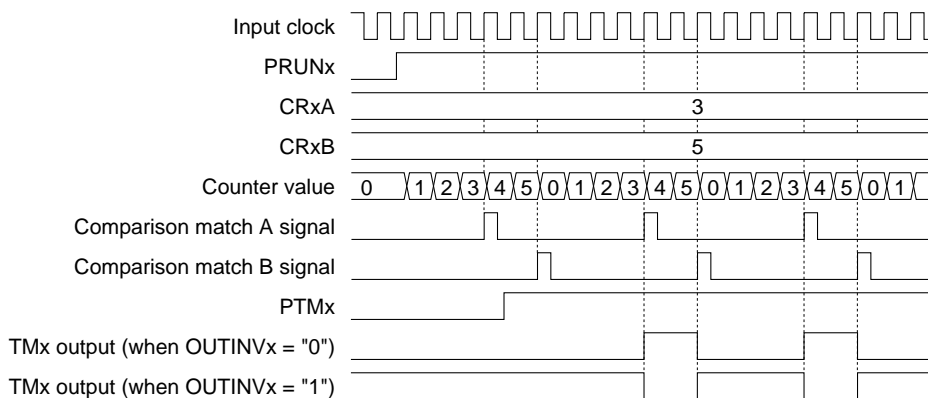 Input clock
PRUNx
CRxA 3
CRxB 5
Counter value 0 1 2 3 4 5 0 1 2 3 4 5 0 1 2 3 4 5 0 1
Comparison match A signal
Comparison match B signal
PTMx
TMx output (when OUTINVx = "0")
TMx output (when OUTINVx = "1")